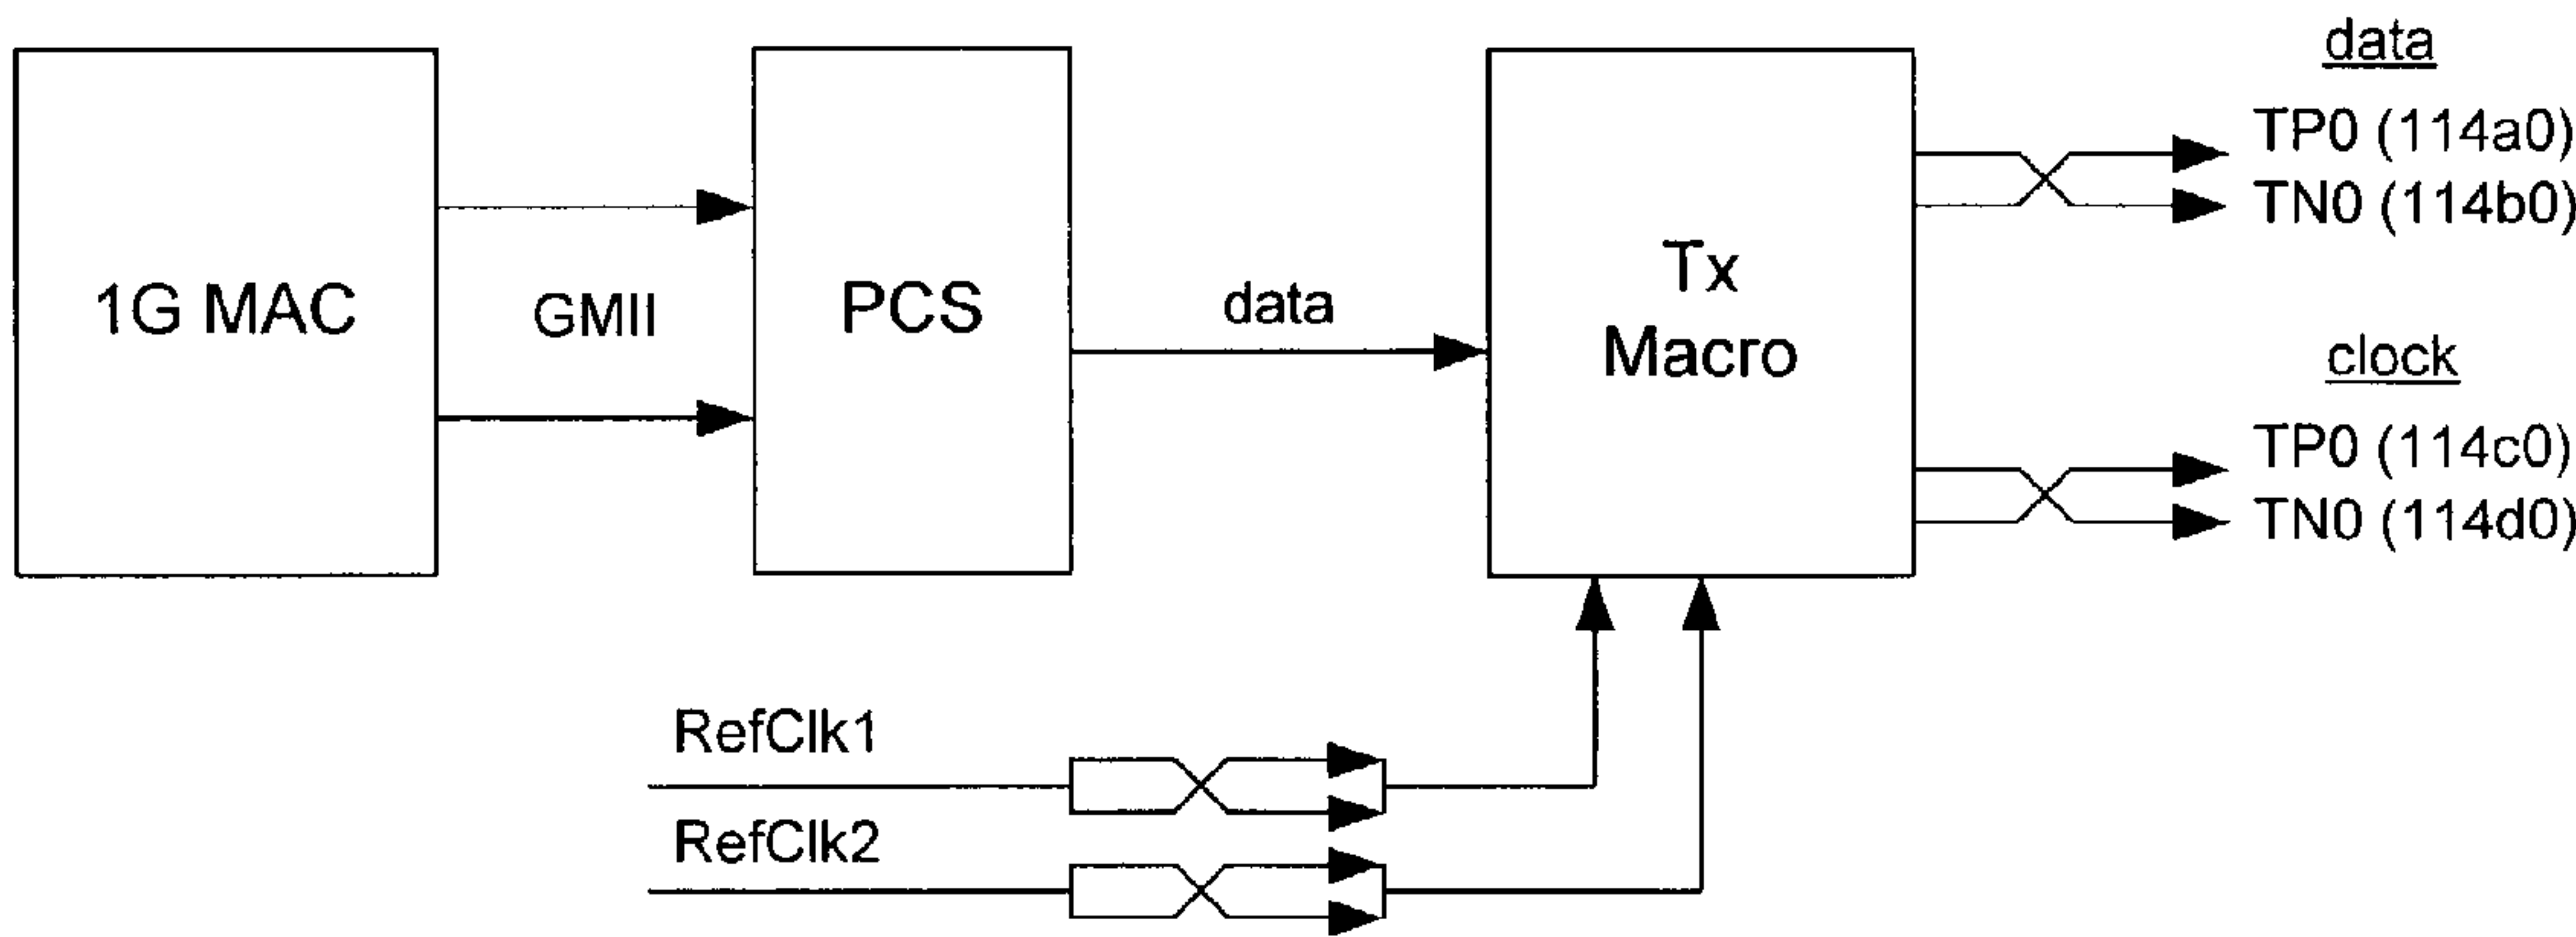 1G MAC
GMII
PCS
data
Tx
Macro
data
TP0 (114a0)
TN0 (114b0)
clock
TP0 (114c0)
TN0 (114d0)
RefClk1
RefClk2